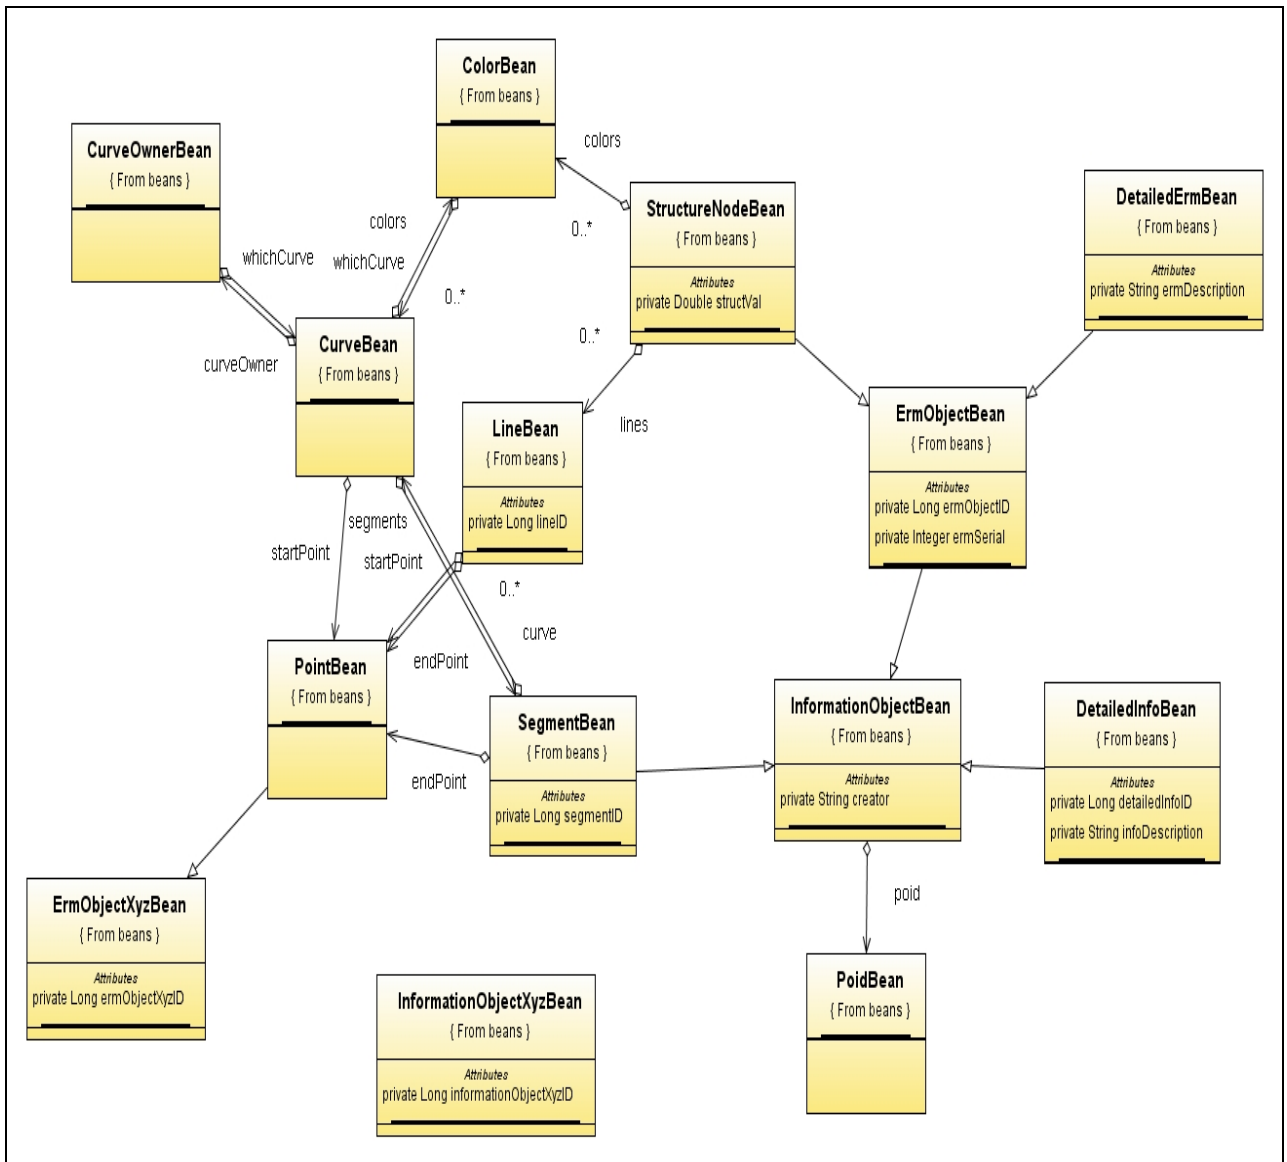 ColorBean
{ From beans }
CurveOwnerBean
{ From beans }
colors
StructureNodeBean
{ From beans }
Attributes
private Double structVal
DetailedErmBean
{ From beans }
Attributes
private String ermDescription
colors
whichCurve
whichCurve
0..*
0..*
0..*
curveOwner
CurveBean
{ From beans }
LineBean
{ From beans }
Attributes
private Long lineID
lines
ErmObjectBean
{ From beans }
Attributes
private Long ermObjectID
private Integer ermSerial
segments
startPoint
startPoint
0..*
curve
endPoint
PointBean
{ From beans }
endPoint
SegmentBean
{ From beans }
Attributes
private Long segmentID
InformationObjectBean
{ From beans }
Attributes
private String creator
DetailedInfoBean
{ From beans }
Attributes
private Long detailedInfoID
private String infoDescription
poid
ErmObjectXyzBean
{ From beans }
Attributes
private Long ermObjectXyzID
InformationObjectXyzBean
{ From beans }
Attributes
private Long informationObjectXyzID
PoidBean
{ From beans }